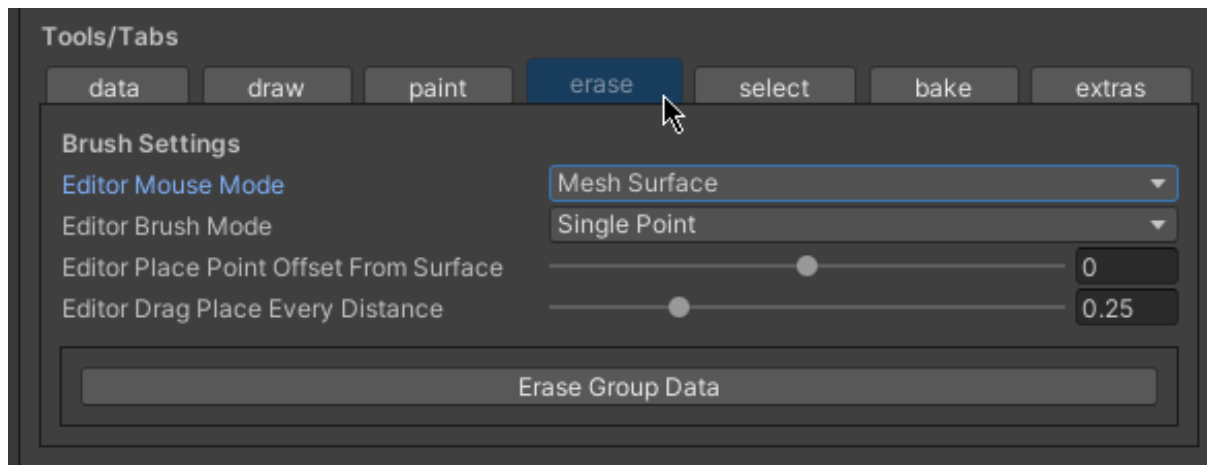 Tools/Tabs
data draw paint erase select bake extras
Brush Settings
Editor Mouse Mode Mesh Surface
Editor Brush Mode Single Point
Editor Place Point Offset From Surface 0
Editor Drag Place Every Distance 0.25
Erase Group Data